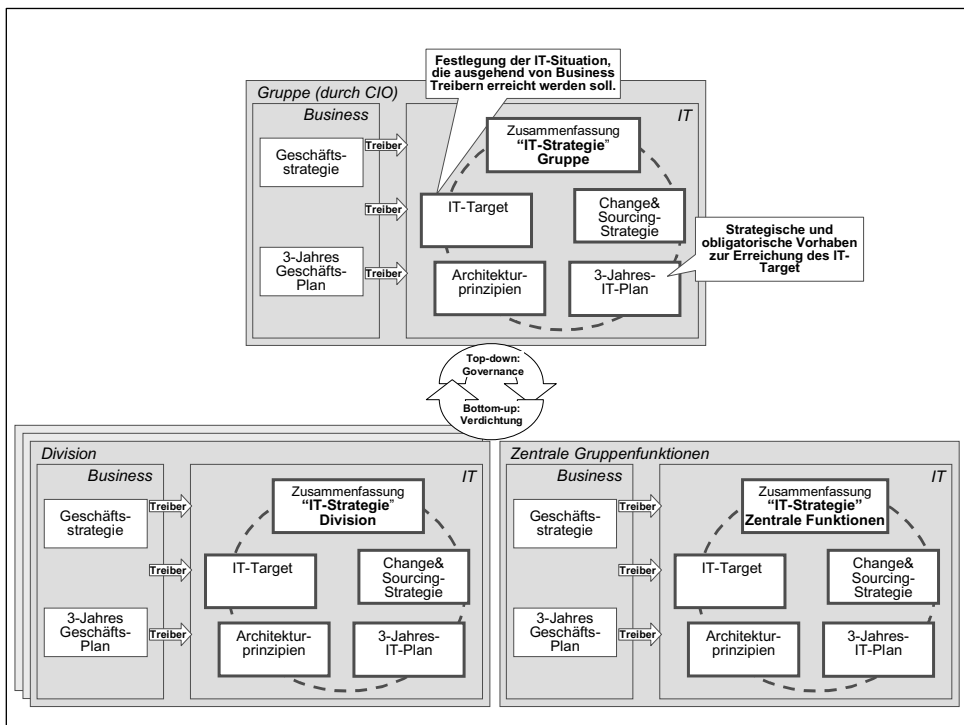 Festlegung der IT-Situation,
die ausgehend von Business
Treibern erreicht werden soll.
Gruppe (durch CIO)
Business
IT
Geschäfts-
strategie
3-Jahres
Geschäfts-
Plan
Treiber
Treiber
Treiber
Zusammenfassung
“IT-Strategie”
Gruppe
IT-Target
Change&
Sourcing-
Strategie
Architektur-
prinzipien
3-Jahres-
IT-Plan
Strategische und
obligatorische Vorhaben
zur Erreichung des IT-
Target
Top-down:
Governance
Bottom-up:
Verdichtung
Division
Business
IT
Geschäfts-
strategie
3-Jahres
Geschäfts-
Plan
Treiber
Treiber
Treiber
Zusammenfassung
“IT-Strategie”
Division
IT-Target
Change&
Sourcing-
Strategie
Architektur-
prinzipien
3-Jahres-
IT-Plan
Zentrale Gruppenfunktionen
Business
IT
Geschäfts-
strategie
3-Jahres
Geschäfts-
Plan
Treiber
Treiber
Treiber
Zusammenfassung
“IT-Strategie”
Zentrale Funktionen
IT-Target
Change&
Sourcing-
Strategie
Architektur-
prinzipien
3-Jahres-
IT-Plan